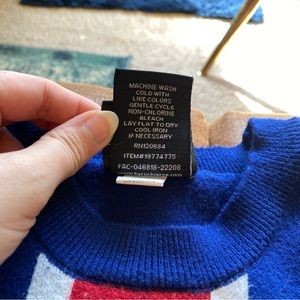 MACHINE WASH
COLD WITH
LIKE COLORS
GENTLE CYCLE
NON-CHLORINE
BLEACH
LAY FLAT TO DRY
COOL IRON
IF NECESSARY
RN120684
ITEM#19774775
FAC-046818-22208